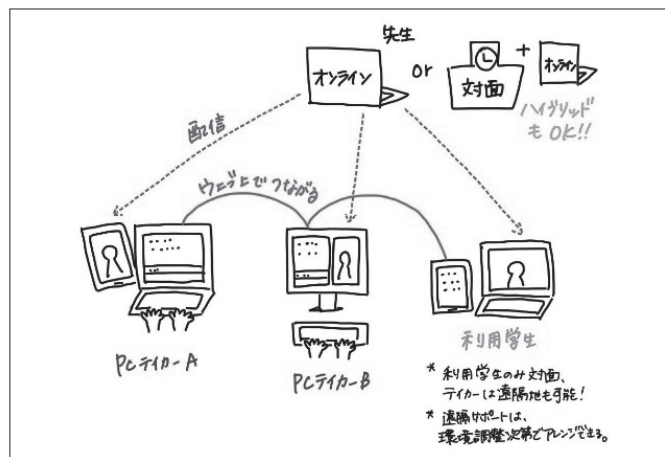 先生
オンライン
or
対面
+
オンライン
ハイブリッド
もOK!!
配信
ウェブ上でつながる
PCテイカーA
PCテイカーB
利用学生
* 利用学生のみ対面、
テイカーは遠隔地も可能!
* 遠隔サポートは、
環境調整次第でアレンジできる。